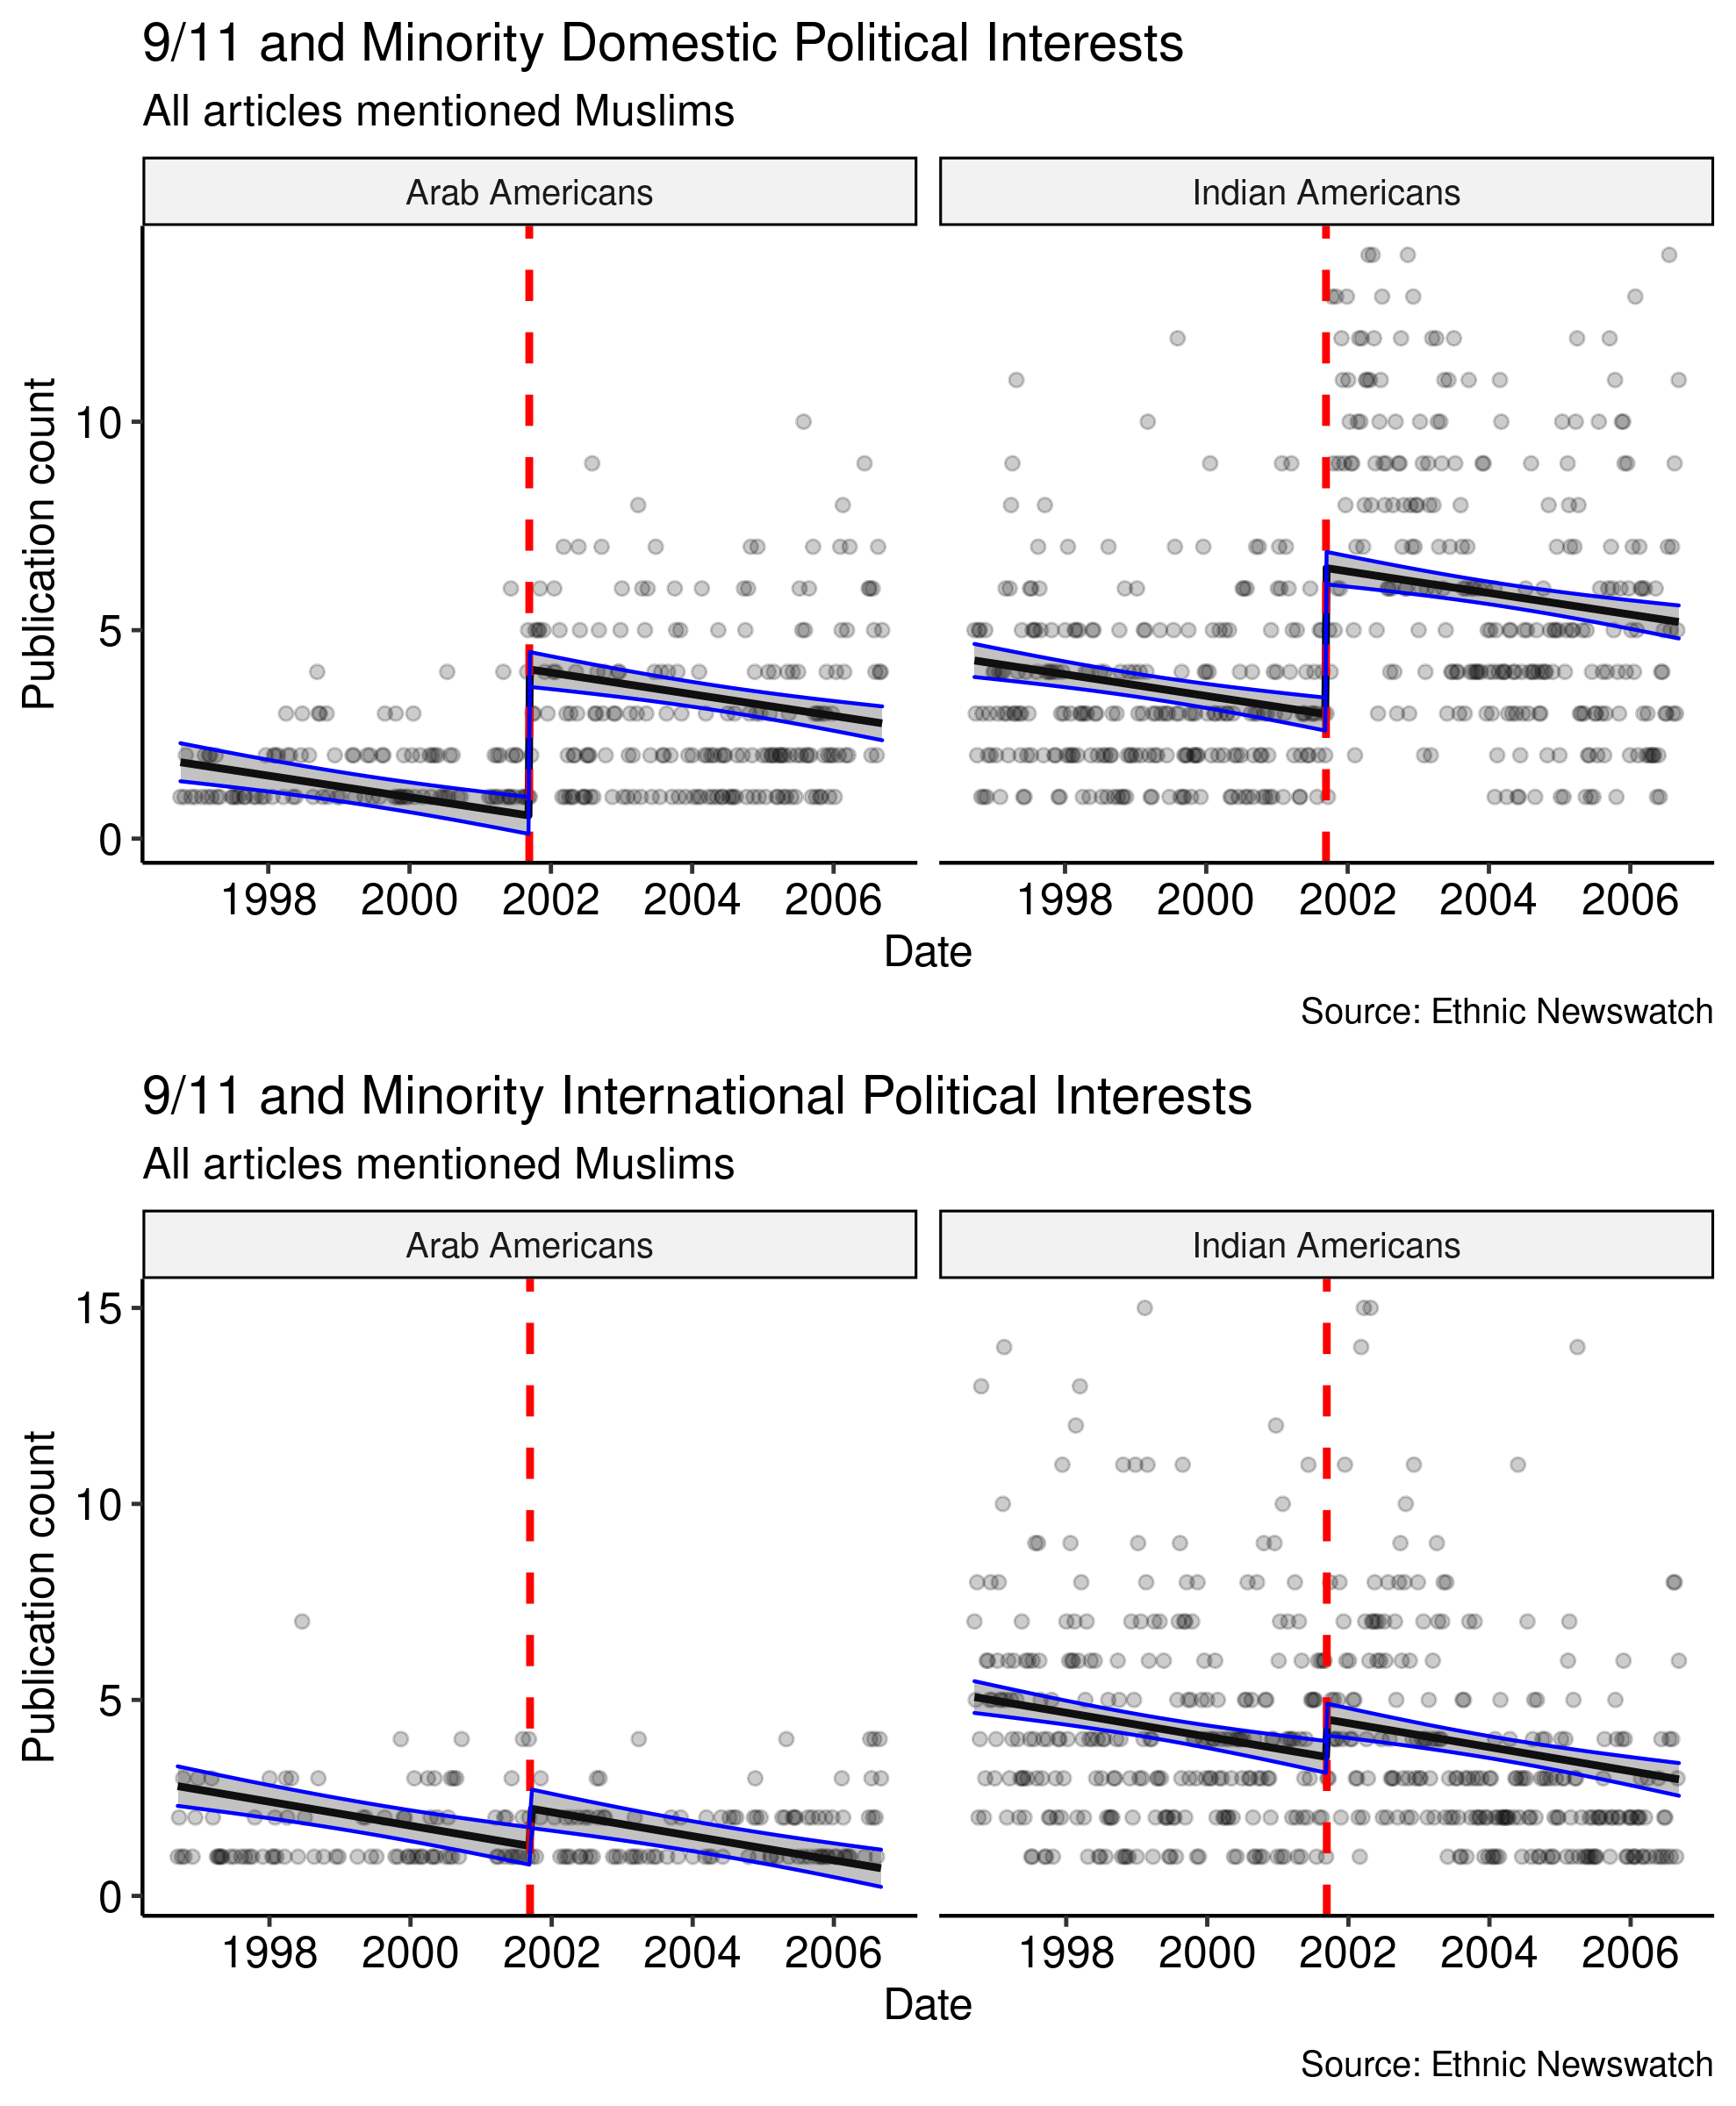 9/11 and Minority Domestic Political Interests
All articles mentioned Muslims
Arab Americans
Indian Americans
Publication count
10
5
0
1998 2000 2002 2004 2006
1998 2000 2002 2004 2006
Date
Source: Ethnic Newswatch
9/11 and Minority International Political Interests
All articles mentioned Muslims
Arab Americans
Indian Americans
Publication count
15
10
5
0
1998 2000 2002 2004 2006
1998 2000 2002 2004 2006
Date
Source: Ethnic Newswatch